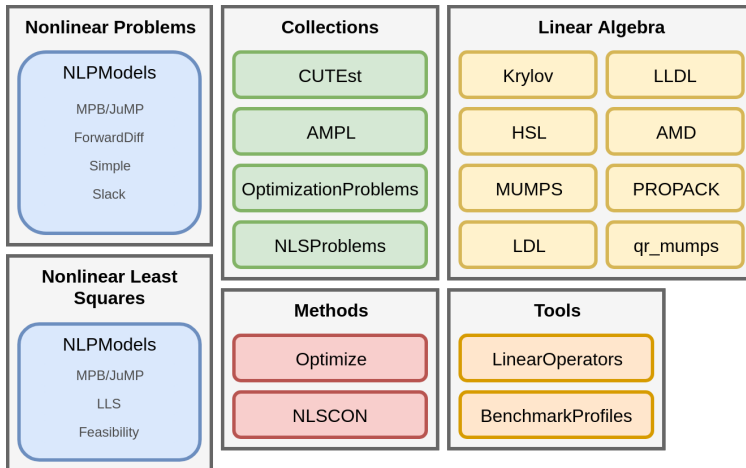 Nonlinear Problems
NLPModels
MPB/JuMP
ForwardDiff
Simple
Slack
Nonlinear Least
Squares
NLPModels
MPB/JuMP
LLS
Feasibility
Collections
CUTEst
AMPL
OptimizationProblems
NLSProblems
Methods
Optimize
NLSCON
Linear Algebra
Krylov
LLDL
HSL
AMD
MUMPS
PROPACK
LDL
qr_mumps
Tools
LinearOperators
BenchmarkProfiles